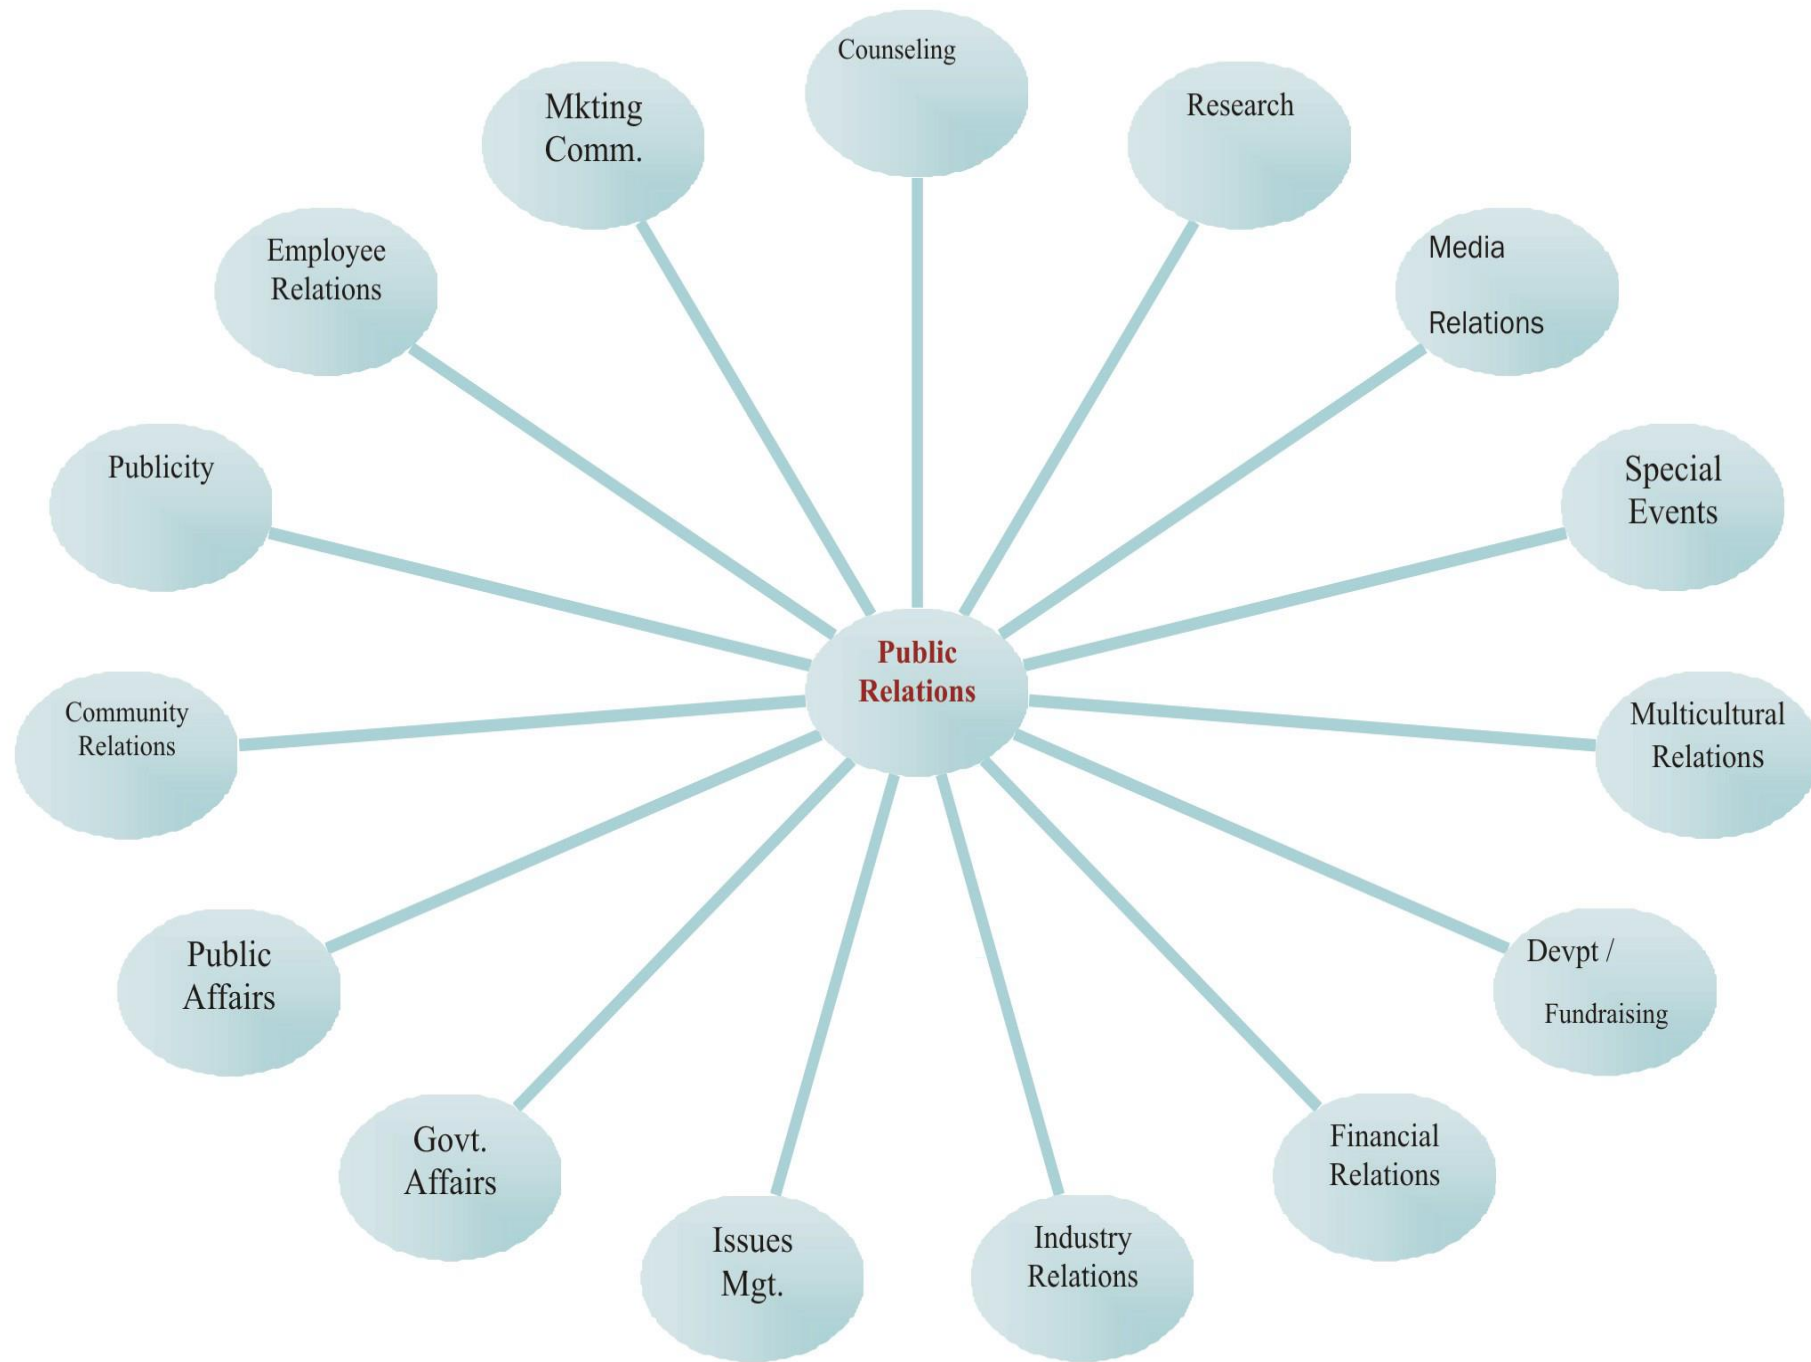 Counseling
Research
Media
Relations
Special
Events
Multicultural
Relations
Devpt /
Fundraising
Financial
Relations
Industry
Relations
Issues
Mgt.
Govt.
Affairs
Public
Affairs
Community
Relations
Publicity
Employee
Relations
Mkting
Comm.
Public
Relations